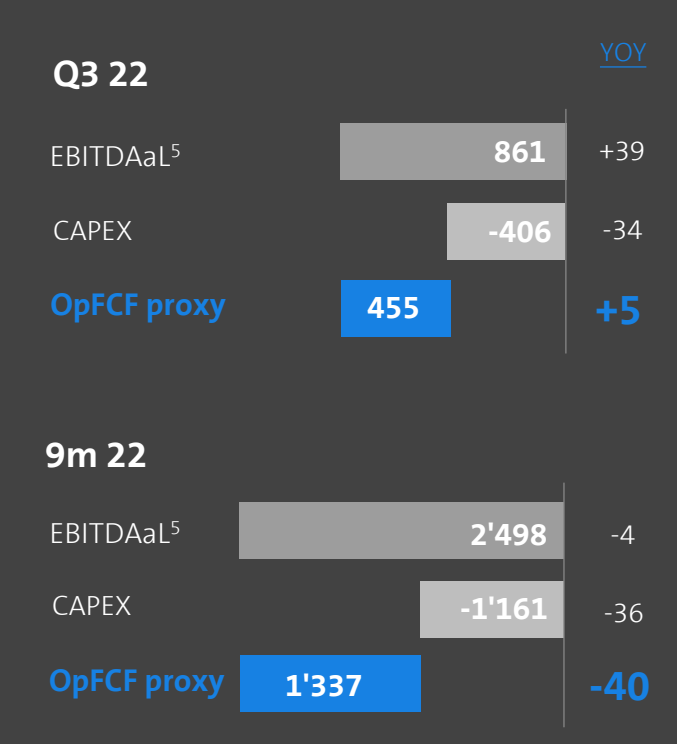 YOY
Q3 22
EBITDAaL⁵ 861 +39
CAPEX -406 -34
OpFCF proxy 455 +5
9m 22
EBITDAaL⁵ 2'498 -4
CAPEX -1'161 -36
OpFCF proxy 1'337 -40